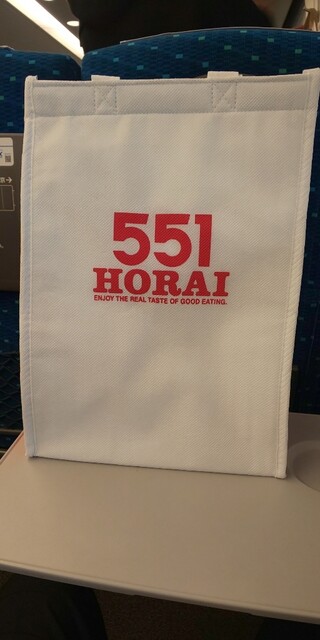 551
HORAI
ENJOY THE REAL TASTE OF GOOD EATING.